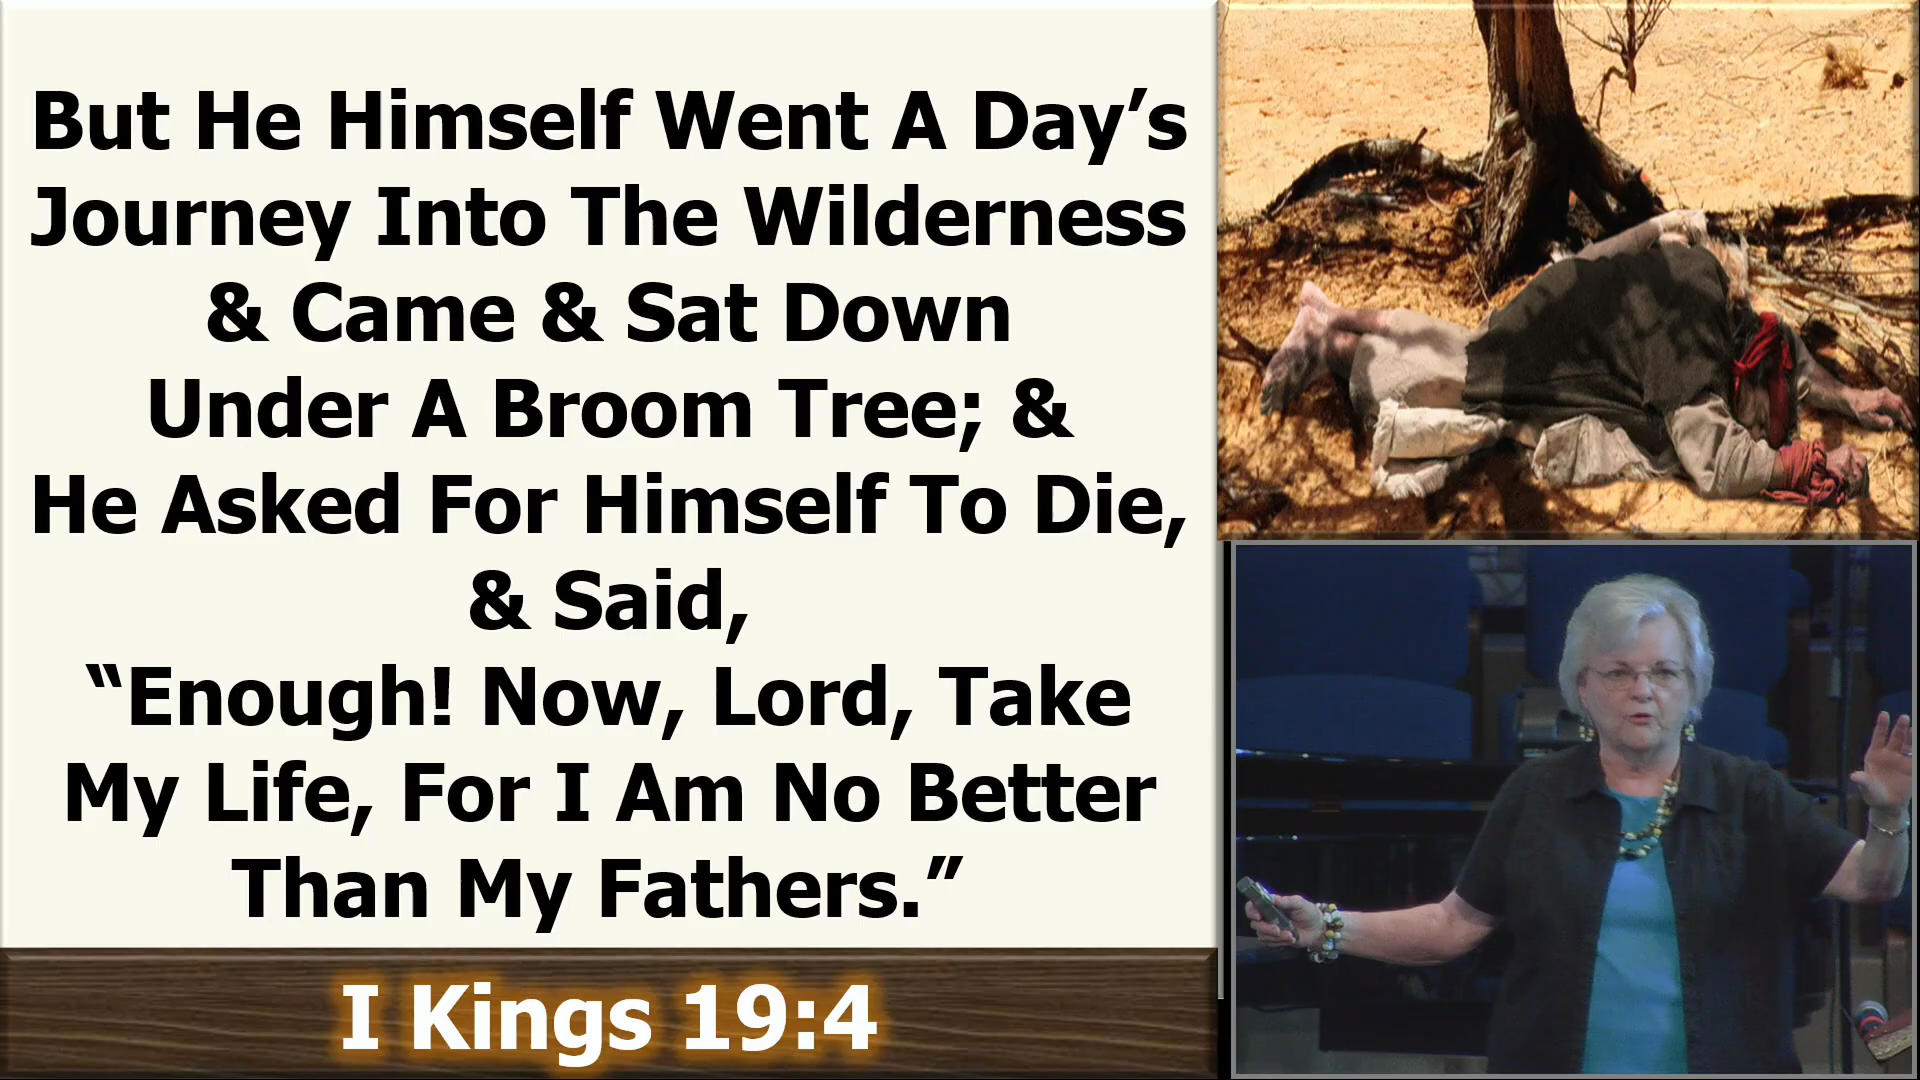 But He Himself Went A Day’s
Journey Into The Wilderness
& Came & Sat Down
Under A Broom Tree; &
He Asked For Himself To Die,
& Said,
“Enough! Now, Lord, Take
My Life, For I Am No Better
Than My Fathers.”
I Kings 19:4